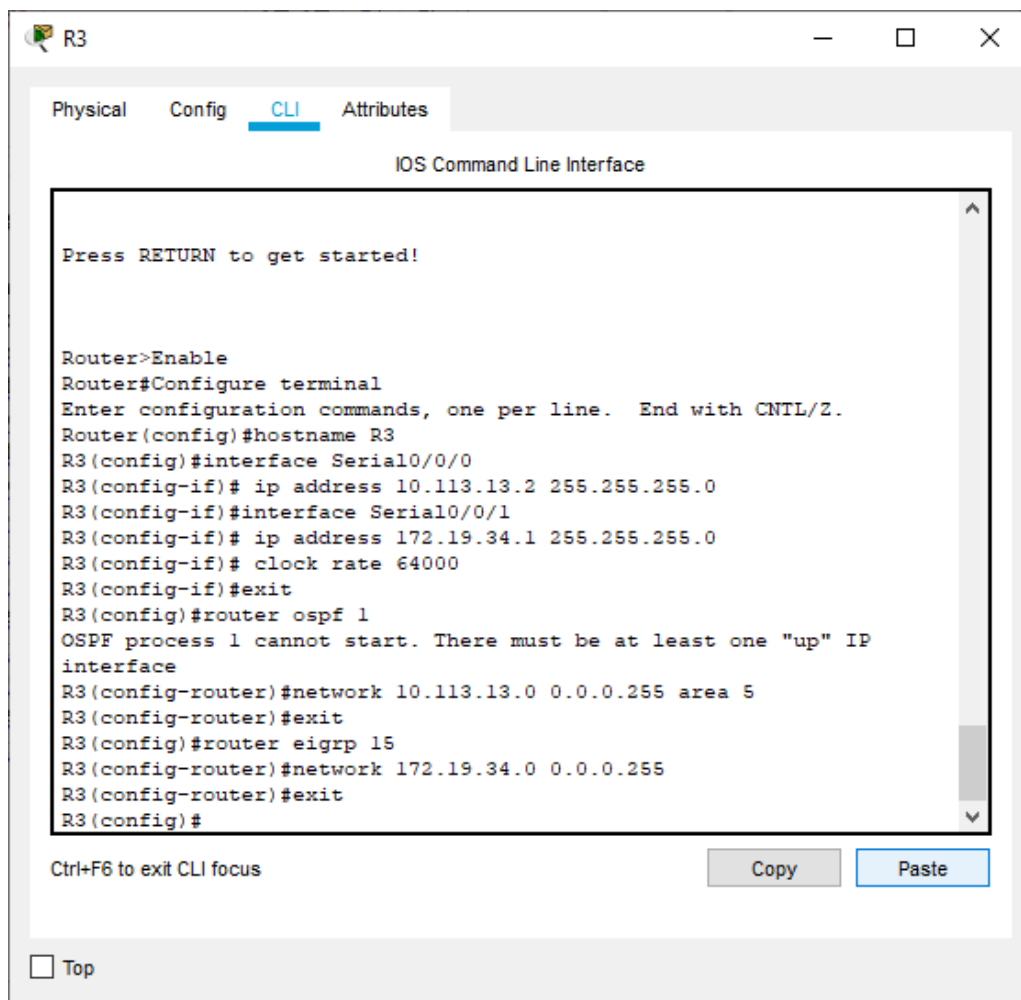 R3
Physical Config CLI Attributes
IOS Command Line Interface
Press RETURN to get started!
Router>Enable
Router#Configure terminal
Enter configuration commands, one per line.  End with CNTL/Z.
Router(config)#hostname R3
R3(config)#interface Serial0/0/0
R3(config-if)# ip address 10.113.13.2 255.255.255.0
R3(config-if)#interface Serial0/0/1
R3(config-if)# ip address 172.19.34.1 255.255.255.0
R3(config-if)# clock rate 64000
R3(config-if)#exit
R3(config)#router ospf 1
OSPF process 1 cannot start. There must be at least one "up" IP
interface
R3(config-router)#network 10.113.13.0 0.0.0.255 area 5
R3(config-router)#exit
R3(config)#router eigrp 15
R3(config-router)#network 172.19.34.0 0.0.0.255
R3(config-router)#exit
R3(config)#
Ctrl+F6 to exit CLI focus
Copy Paste
Top